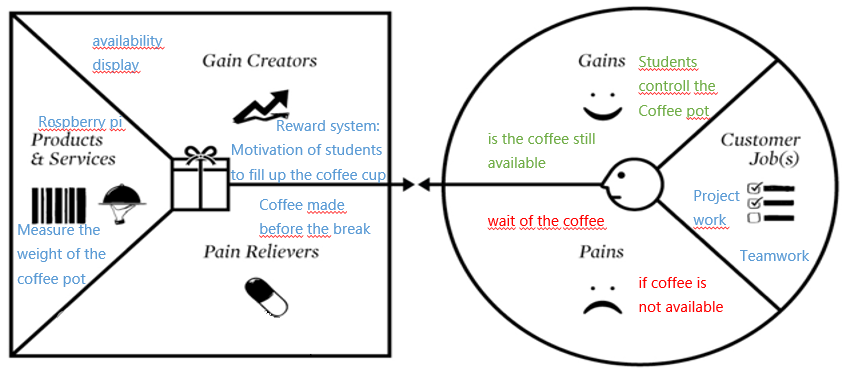 availability
display
Gain Creators
Rospberry pi
Products
& Services
Reward system:
Motivation of students
to fill up the coffee cup
Measure the
weight of the
coffee pot
Coffee made
before the break
Pain Relievers
Gains
Students
controll the
Coffee pot
is the coffee still
available
Customer
Job(s)
Project
work
Teamwork
wait of the coffee
Pains
if coffee is
not available